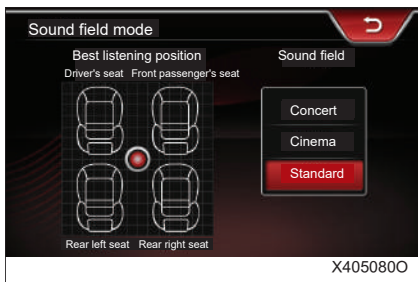 Sound field mode
Best listening position
Sound field
Driver's seat Front passenger's seat
Concert
Cinema
Standard
Rear left seat Rear right seat
X405080O